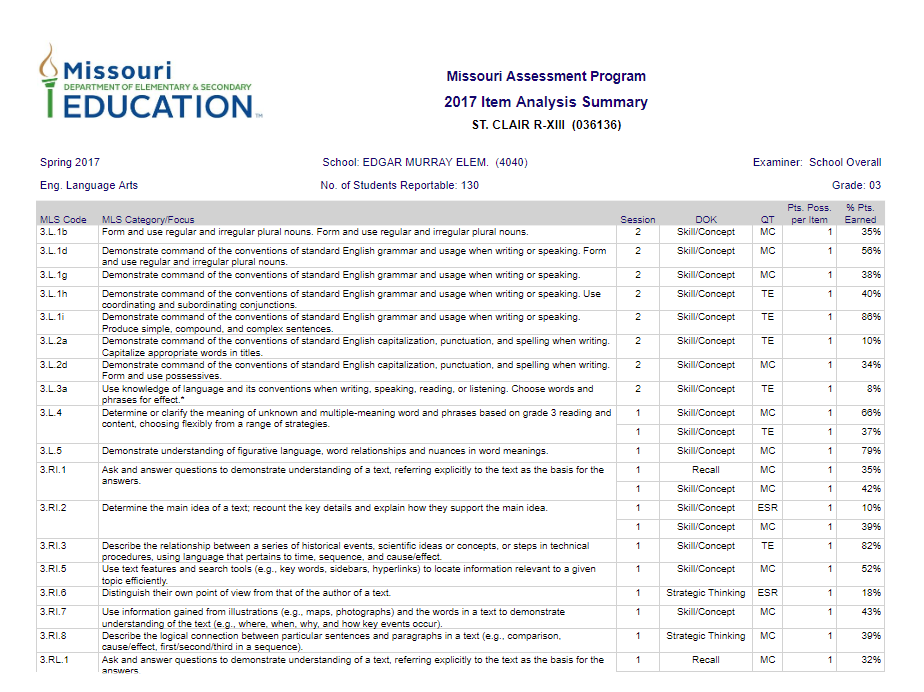 Missouri
DEPARTMENT OF ELEMENTARY & SECONDARY
EDUCATION™
Missouri Assessment Program
2017 Item Analysis Summary
ST. CLAIR R-XIII (036136)
Spring 2017 School: EDGAR MURRAY ELEM. (4040) Examiner: School Overall
Eng. Language Arts No. of Students Reportable: 130 Grade: 03
Pts. Poss. % Pts.
MLS Code MLS Category/Focus Session DOK QT per Item Earned
3.L.1b Form and use regular and irregular plural nouns. Form and use regular and irregular plural nouns. 2 Skill/Concept MC 1 35%
3.L.1d Demonstrate command of the conventions of standard English grammar and usage when writing or speaking. Form 2 Skill/Concept MC 1 56%
and use regular and irregular plural nouns.
3.L.1g Demonstrate command of the conventions of standard English grammar and usage when writing or speaking. 2 Skill/Concept MC 1 38%
3.L.1h Demonstrate command of the conventions of standard English grammar and usage when writing or speaking. Use 2 Skill/Concept TE 1 40%
coordinating and subordinating conjunctions.
3.L.1i Demonstrate command of the conventions of standard English grammar and usage when writing or speaking. 2 Skill/Concept TE 1 86%
Produce simple, compound, and complex sentences.
3.L.2a Demonstrate command of the conventions of standard English capitalization, punctuation, and spelling when writing. 2 Skill/Concept TE 1 10%
Capitalize appropriate words in titles.
3.L.2d Demonstrate command of the conventions of standard English capitalization, punctuation, and spelling when writing. 2 Skill/Concept MC 1 34%
Form and use possessives.
3.L.3a Use knowledge of language and its conventions when writing, speaking, reading, or listening. Choose words and 2 Skill/Concept TE 1 8%
phrases for effect.*
3.L.4 Determine or clarify the meaning of unknown and multiple-meaning word and phrases based on grade 3 reading and 1 Skill/Concept MC 1 66%
content, choosing flexibly from a range of strategies.
1 Skill/Concept TE 1 37%
3.L.5 Demonstrate understanding of figurative language, word relationships and nuances in word meanings. 1 Skill/Concept MC 1 79%
3.RI.1 Ask and answer questions to demonstrate understanding of a text, referring explicitly to the text as the basis for the 1 Recall MC 1 35%
answers.
1 Skill/Concept MC 1 42%
3.RI.2 Determine the main idea of a text; recount the key details and explain how they support the main idea. 1 Skill/Concept ESR 1 10%
1 Skill/Concept MC 1 39%
3.RI.3 Describe the relationship between a series of historical events, scientific ideas or concepts, or steps in technical 1 Skill/Concept TE 1 82%
procedures, using language that pertains to time, sequence, and cause/effect.
3.RI.5 Use text features and search tools (e.g., key words, sidebars, hyperlinks) to locate information relevant to a given 1 Skill/Concept MC 1 52%
topic efficiently.
3.RI.6 Distinguish their own point of view from that of the author of a text. 1 Strategic Thinking ESR 1 18%
3.RI.7 Use information gained from illustrations (e.g., maps, photographs) and the words in a text to demonstrate 1 Skill/Concept MC 1 43%
understanding of the text (e.g., where, when, why, and how key events occur).
3.RI.8 Describe the logical connection between particular sentences and paragraphs in a text (e.g., comparison, 1 Strategic Thinking MC 1 39%
cause/effect, first/second/third in a sequence).
3.RL.1 Ask and answer questions to demonstrate understanding of a text, referring explicitly to the text as the basis for the 1 Recall MC 1 32%
answers.